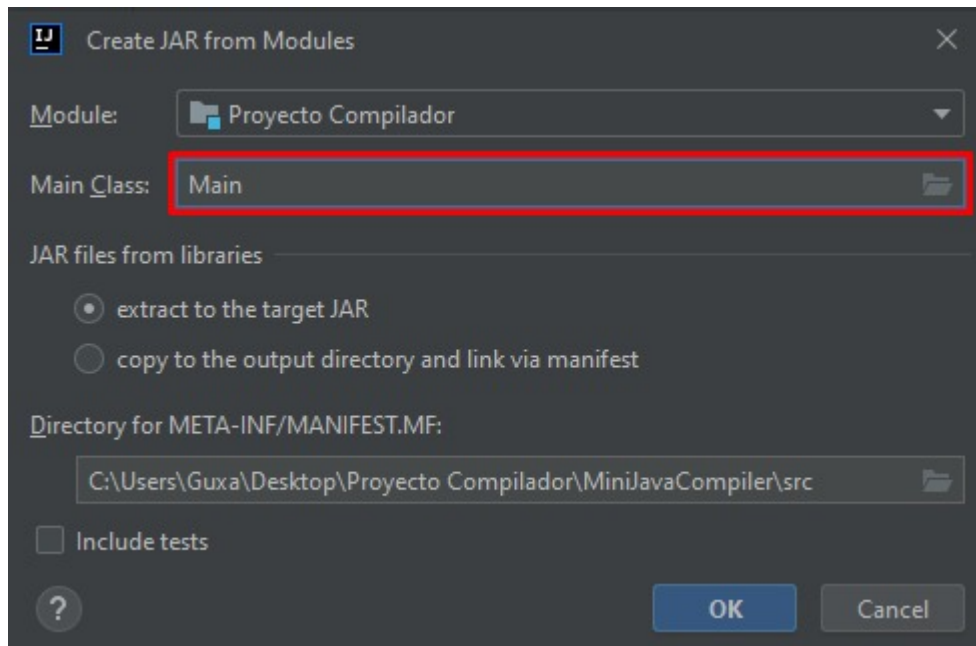 IJ Create JAR from Modules
Module: Proyecto Compilador
Main Class: Main
JAR files from libraries
extract to the target JAR
copy to the output directory and link via manifest
Directory for META-INF/MANIFEST.MF:
C:\Users\Guxa\Desktop\Proyecto Compilador\MiniJavaCompiler\src
Include tests
? OK Cancel